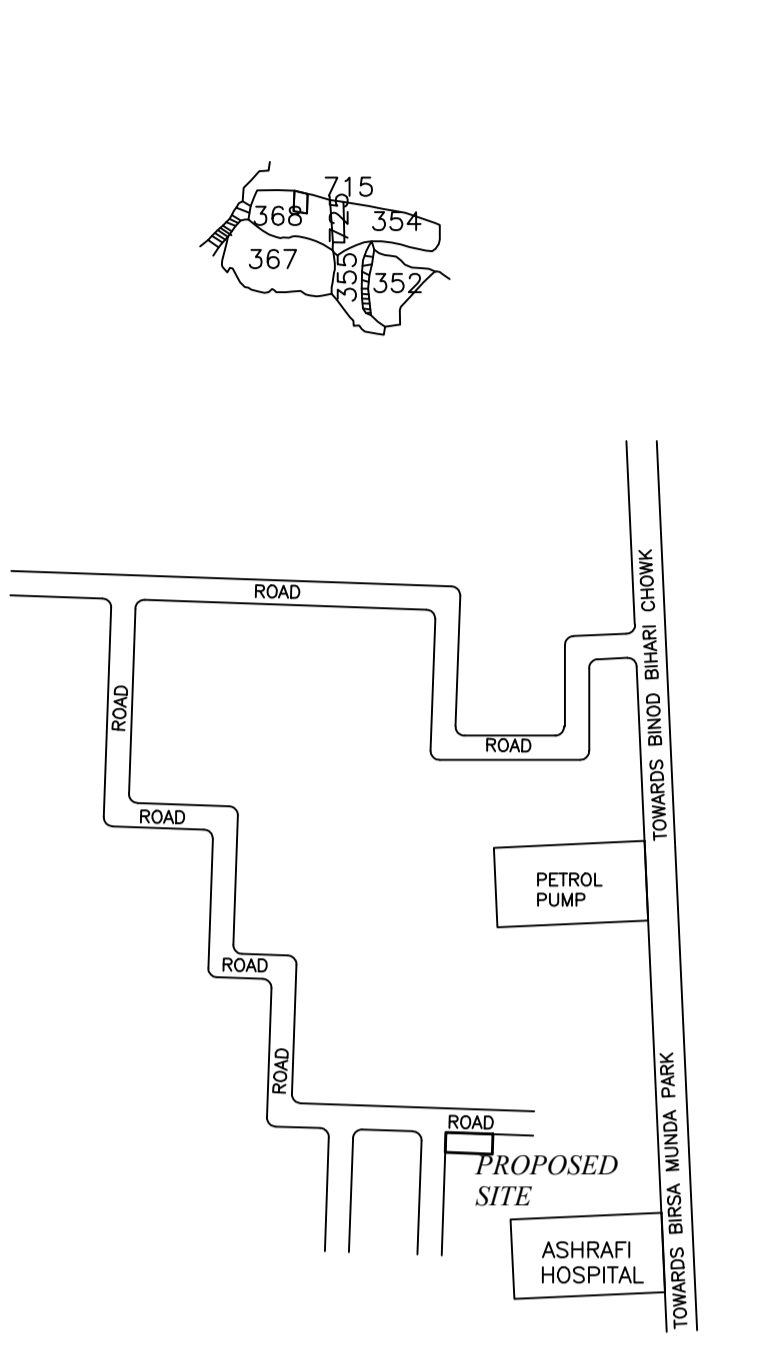 715
368
725
354
367
355
352
ROAD
TOWARDS BINOD BIHARI CHOWK
ROAD
ROAD
ROAD
PETROL
PUMP
ROAD
ROAD
TOWARDS BIRSA MUNDA PARK
ROAD
PROPOSED
SITE
ASHRAFI
HOSPITAL